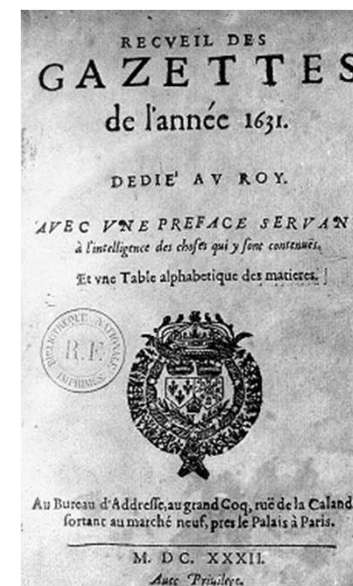 RECVEIL DES
GAZETTES
de l'année 1631.
DEDIE' AV ROY.
AVEC VNE PREFACE SERVAN
à l'intelligence des choſes qui y ſont contenuës.
Et vne Table alphabetique des matieres.
BIBLIOTHEQUE NATIONALE
R. F.
IMPRIMÉS
Au Bureau d'Addreſſe, au grand Coq, ruë de la Caland
ſortant au marché neuf, pres le Palais à Paris.
M. DC. XXXII.
Auec Priuilege.